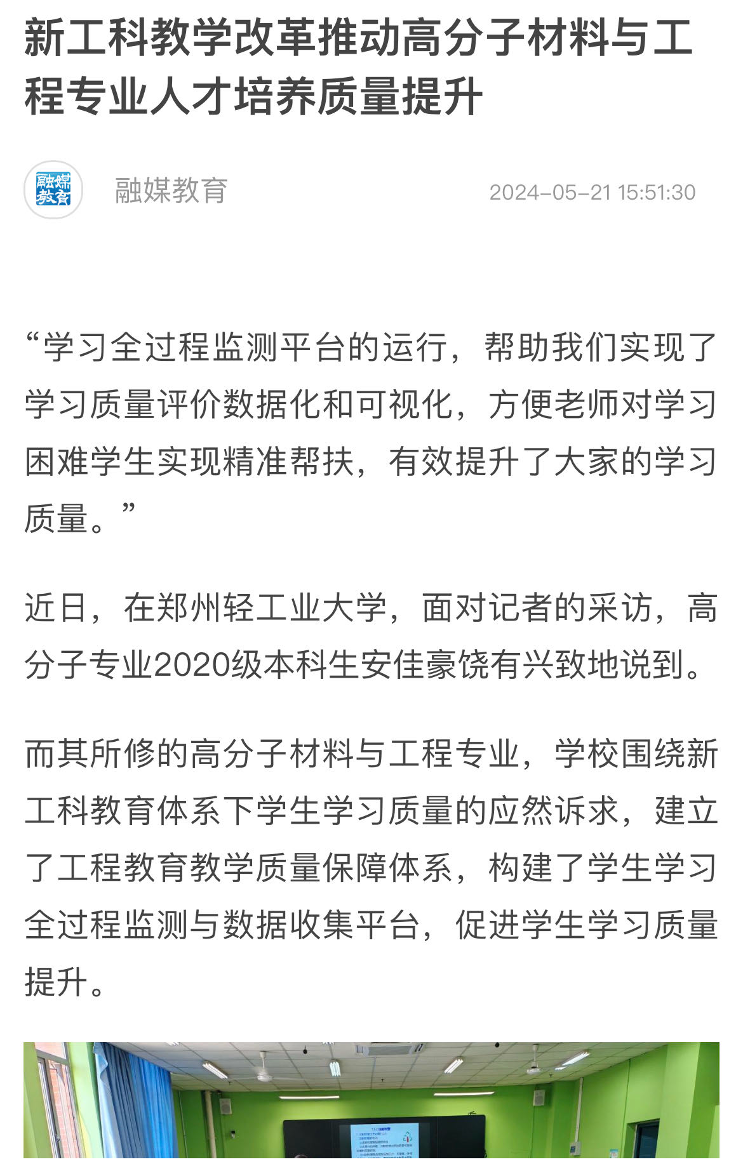 新工科教学改革推动高分子材料与工
程专业人才培养质量提升
融媒
教育
融媒教育
2024-05-21 15:51:30
“学习全过程监测平台的运行，帮助我们实现了
学习质量评价数据化和可视化，方便老师对学习
困难学生实现精准帮扶，有效提升了大家的学习
质量。”
近日，在郑州轻工业大学，面对记者的采访，高
分子专业2020级本科生安佳豪饶有兴致地说到。
而其所修的高分子材料与工程专业，学校围绕新
工科教育体系下学生学习质量的应然诉求，建立
了工程教育教学质量保障体系，构建了学生学习
全过程监测与数据收集平台，促进学生学习质量
提升。